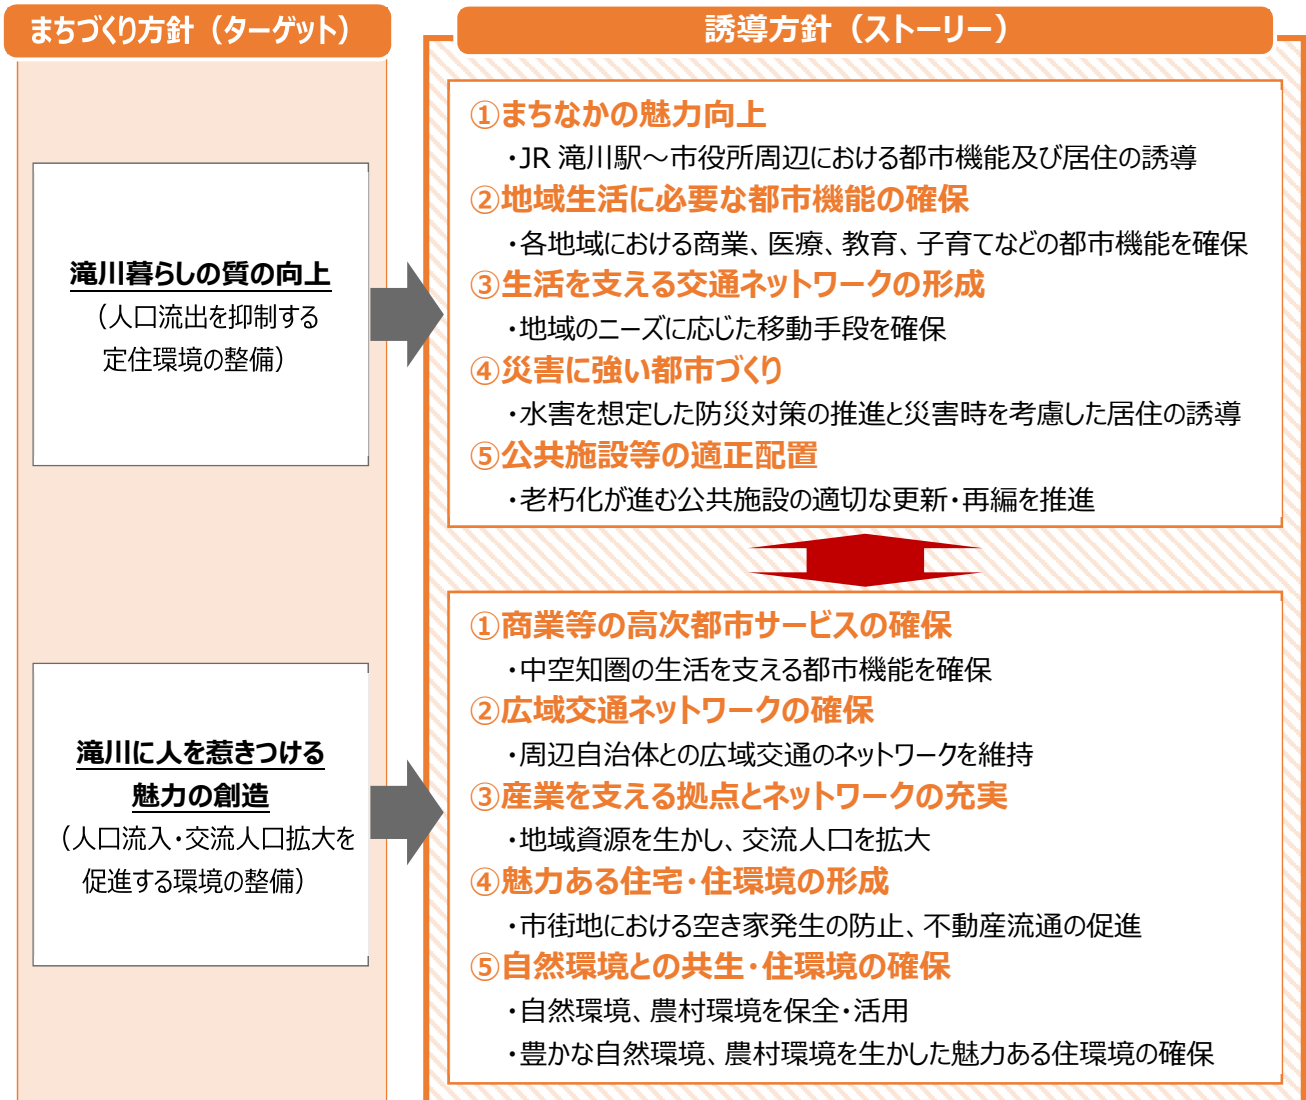 まちづくり方針（ターゲット）
誘導方針（ストーリー）
滝川暮らしの質の向上
（人口流出を抑制する
定住環境の整備）
①まちなかの魅力向上
・JR 滝川駅～市役所周辺における都市機能及び居住の誘導
②地域生活に必要な都市機能の確保
・各地域における商業、医療、教育、子育てなどの都市機能を確保
③生活を支える交通ネットワークの形成
・地域のニーズに応じた移動手段を確保
④災害に強い都市づくり
・水害を想定した防災対策の推進と災害時を考慮した居住の誘導
⑤公共施設等の適正配置
・老朽化が進む公共施設の適切な更新・再編を推進
滝川に人を惹きつける
魅力の創造
（人口流入・交流人口拡大を
促進する環境の整備）
①商業等の高次都市サービスの確保
・中空知圏の生活を支える都市機能を確保
②広域交通ネットワークの確保
・周辺自治体との広域交通のネットワークを維持
③産業を支える拠点とネットワークの充実
・地域資源を生かし、交流人口を拡大
④魅力ある住宅・住環境の形成
・市街地における空き家発生の防止、不動産流通の促進
⑤自然環境との共生・住環境の確保
・自然環境、農村環境を保全・活用
・豊かな自然環境、農村環境を生かした魅力ある住環境の確保